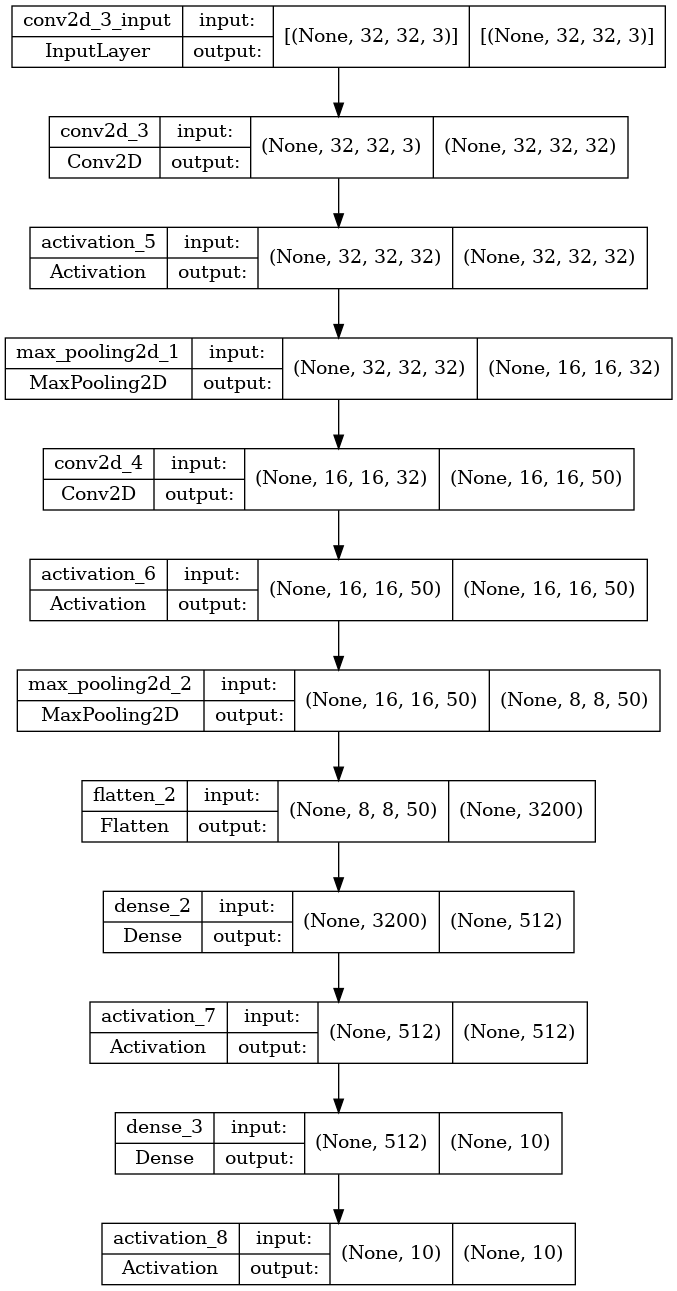 conv2d_3_input input: [(None, 32, 32, 3)] [(None, 32, 32, 3)]
InputLayer output:
conv2d_3 input: (None, 32, 32, 3) (None, 32, 32, 32)
Conv2D output:
activation_5 input: (None, 32, 32, 32) (None, 32, 32, 32)
Activation output:
max_pooling2d_1 input: (None, 32, 32, 32) (None, 16, 16, 32)
MaxPooling2D output:
conv2d_4 input: (None, 16, 16, 32) (None, 16, 16, 50)
Conv2D output:
activation_6 input: (None, 16, 16, 50) (None, 16, 16, 50)
Activation output:
max_pooling2d_2 input: (None, 16, 16, 50) (None, 8, 8, 50)
MaxPooling2D output:
flatten_2 input: (None, 8, 8, 50) (None, 3200)
Flatten output:
dense_2 input: (None, 3200) (None, 512)
Dense output:
activation_7 input: (None, 512) (None, 512)
Activation output:
dense_3 input: (None, 512) (None, 10)
Dense output:
activation_8 input: (None, 10) (None, 10)
Activation output: